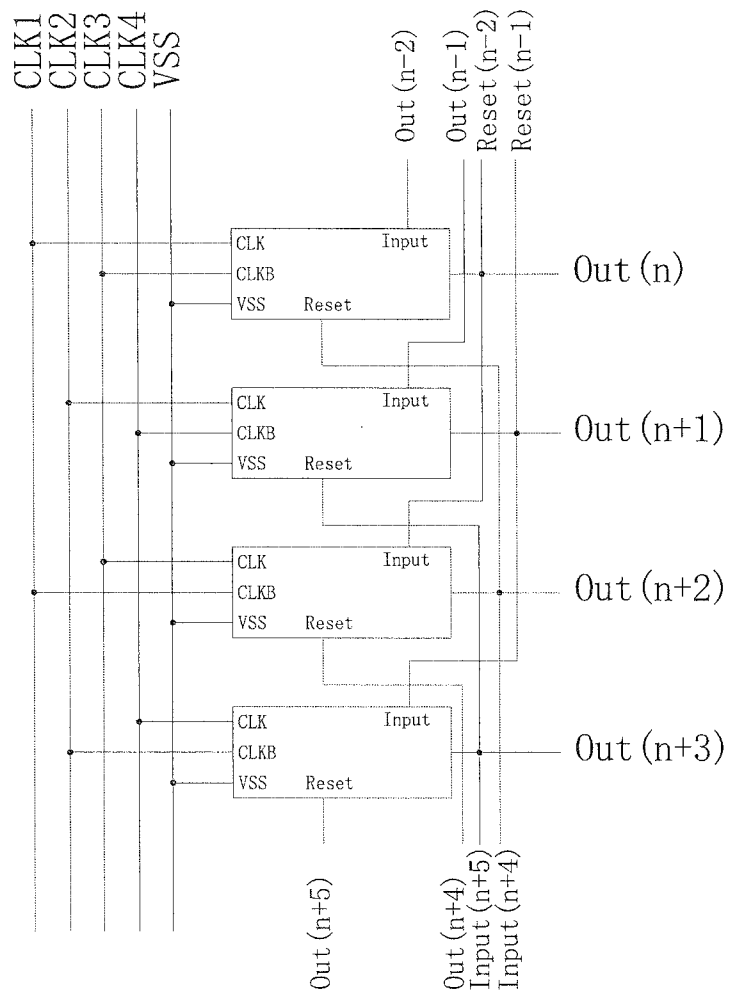 CLK1
CLK2
CLK3
CLK4
VSS
Out(n-2)
Out(n-1)
Reset(n-2)
Reset(n-1)
CLK
Input
CLKB
VSS
Reset
Out(n)
CLK
Input
CLKB
VSS
Reset
Out(n+1)
CLK
Input
CLKB
VSS
Reset
Out(n+2)
CLK
Input
CLKB
VSS
Reset
Out(n+3)
Out(n+5)
Out(n+4)
Input(n+5)
Input(n+4)